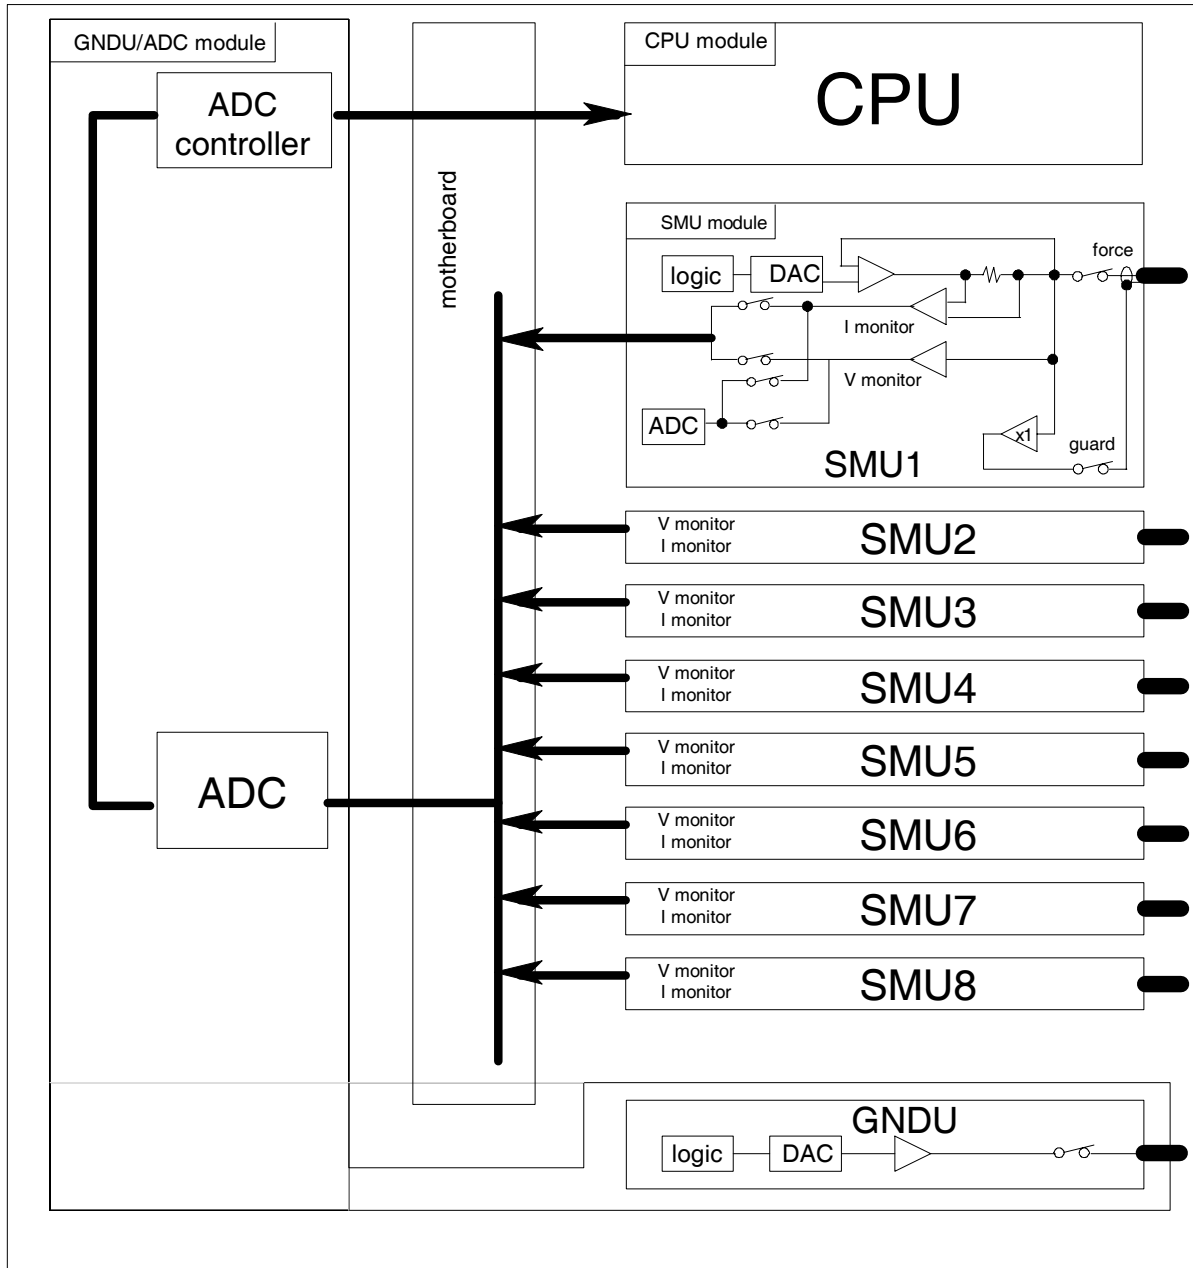 GNDU/ADC module
ADC
controller
motherboard
CPU module
CPU
SMU module
force
logic
DAC
I monitor
V monitor
ADC
x1
guard
SMU1
V monitor
I monitor
SMU2
V monitor
I monitor
SMU3
V monitor
I monitor
SMU4
V monitor
I monitor
SMU5
ADC
V monitor
I monitor
SMU6
V monitor
I monitor
SMU7
V monitor
I monitor
SMU8
GNDU
logic
DAC